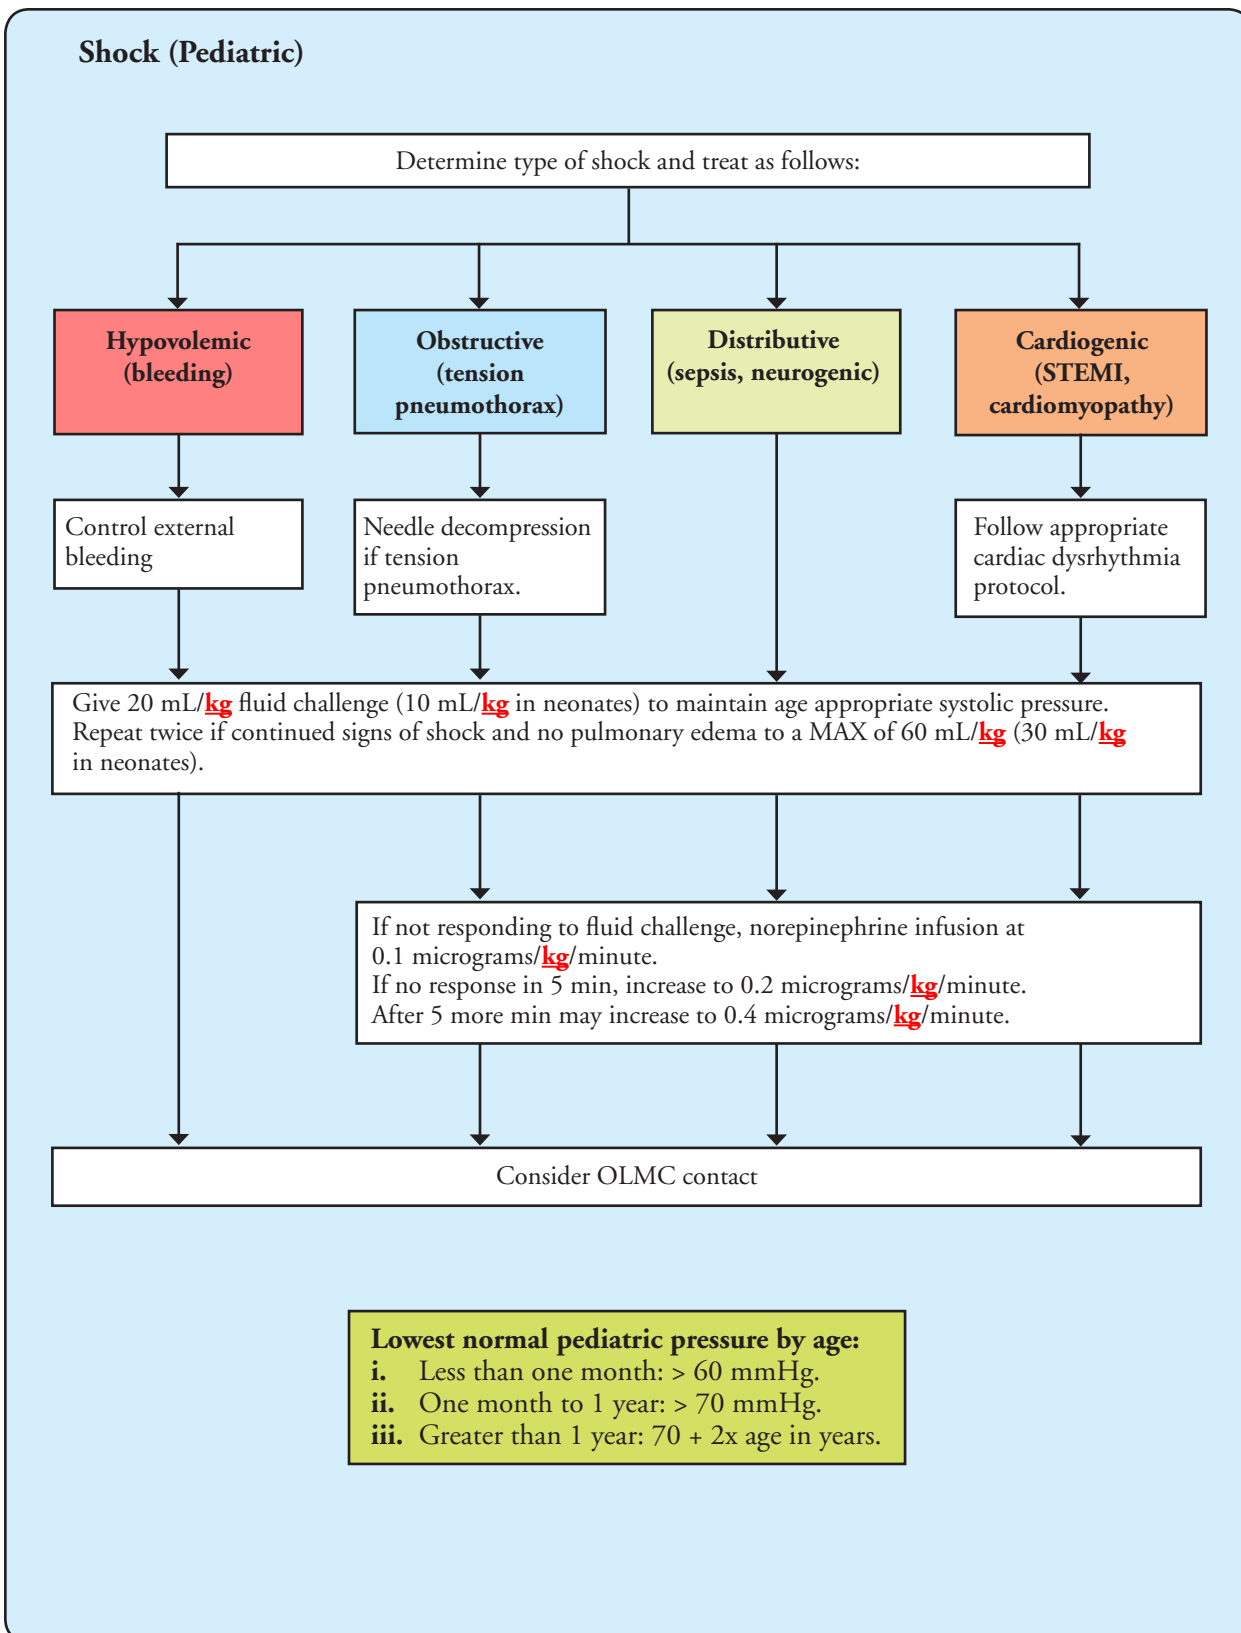 Shock (Pediatric)
Determine type of shock and treat as follows:
Hypovolemic
(bleeding)
Obstructive
(tension
pneumothorax)
Distributive
(sepsis, neurogenic)
Cardiogenic
(STEMI,
cardiomyopathy)
Control external
bleeding
Needle decompression
if tension
pneumothorax.
Follow appropriate
cardiac dysrhythmia
protocol.
Give 20 mL/kg fluid challenge (10 mL/kg in neonates) to maintain age appropriate systolic pressure.
Repeat twice if continued signs of shock and no pulmonary edema to a MAX of 60 mL/kg (30 mL/kg
in neonates).
If not responding to fluid challenge, norepinephrine infusion at
0.1 micrograms/kg/minute.
If no response in 5 min, increase to 0.2 micrograms/kg/minute.
After 5 more min may increase to 0.4 micrograms/kg/minute.
Consider OLMC contact
Lowest normal pediatric pressure by age:
i. Less than one month: > 60 mmHg.
ii. One month to 1 year: > 70 mmHg.
iii. Greater than 1 year: 70 + 2x age in years.